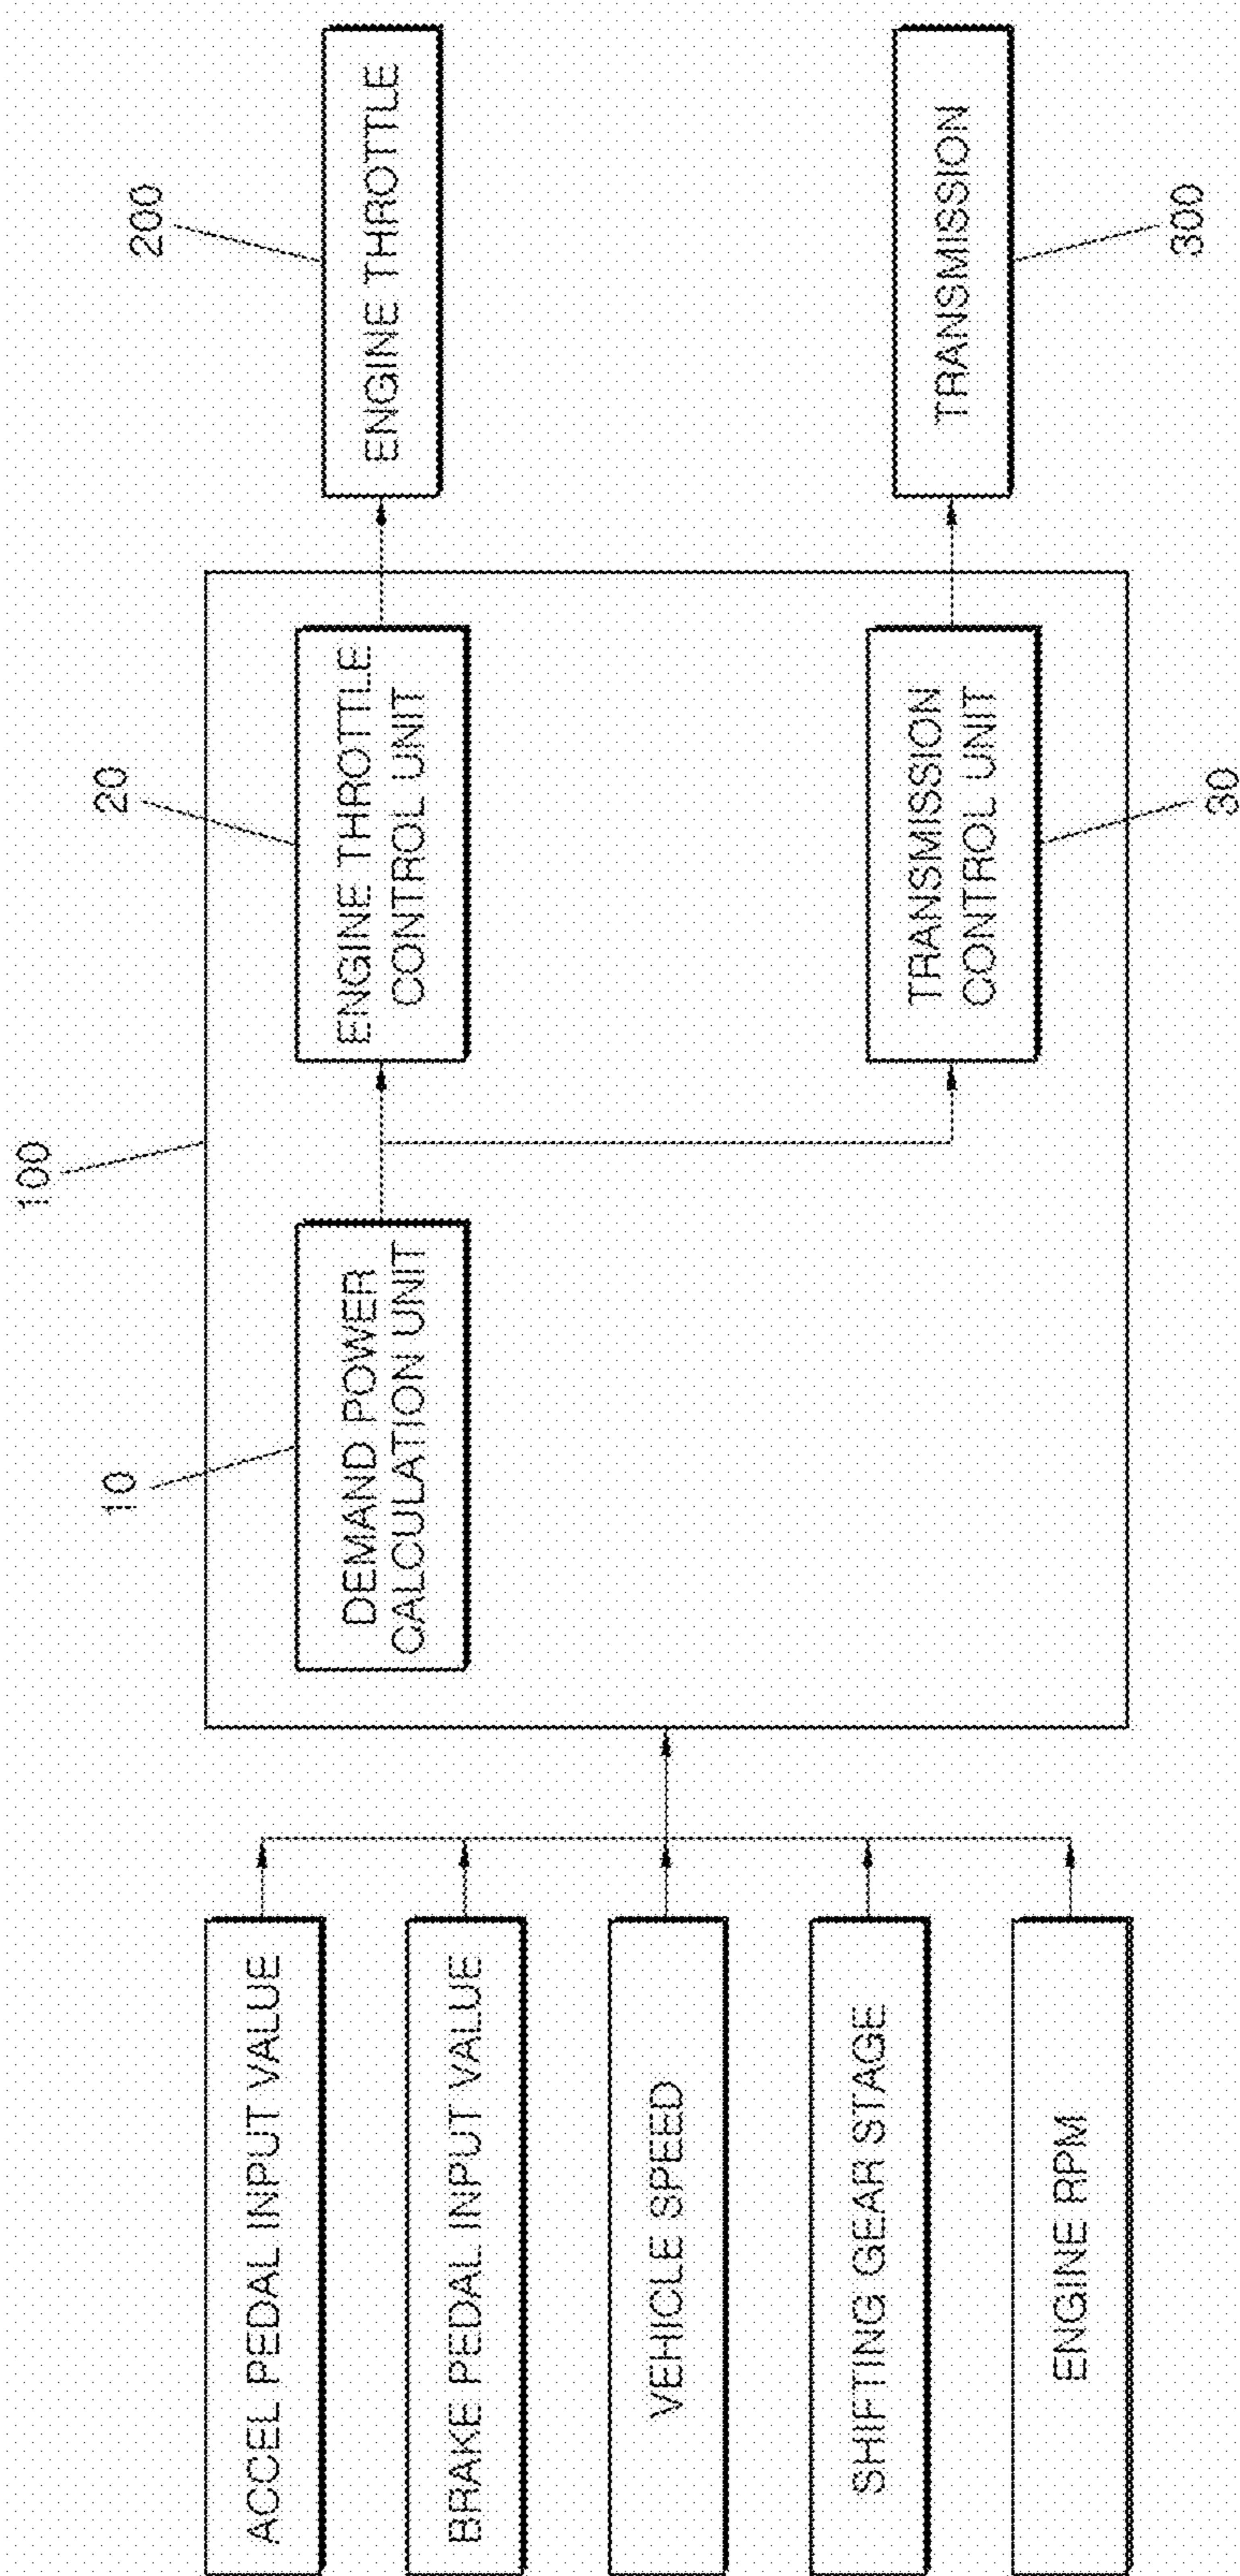 ACCEL PEDAL INPUT VALUE
BRAKE PEDAL INPUT VALUE
VEHICLE SPEED
SHIFTING GEAR STAGE
ENGINE RPM
100
10
DEMAND POWER
CALCULATION UNIT
20
ENGINE THROTTLE
CONTROL UNIT
TRANSMISSION
CONTROL UNIT
30
200
ENGINE THROTTLE
TRANSMISSION
300